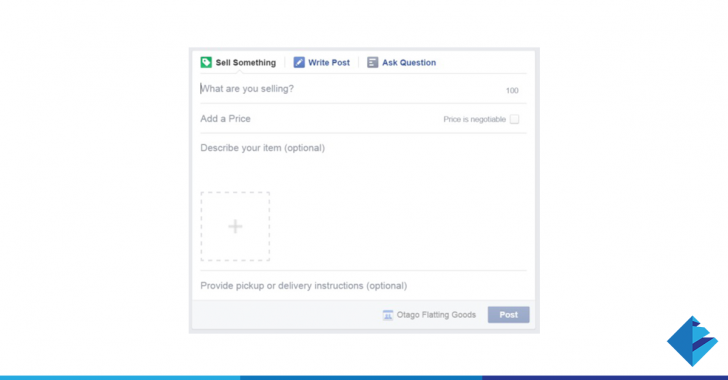 Sell Something Write Post Ask Question
What are you selling? 100
Add a Price Price is negotiable
Describe your item (optional)
+
Provide pickup or delivery instructions (optional)
Otago Flatting Goods Post